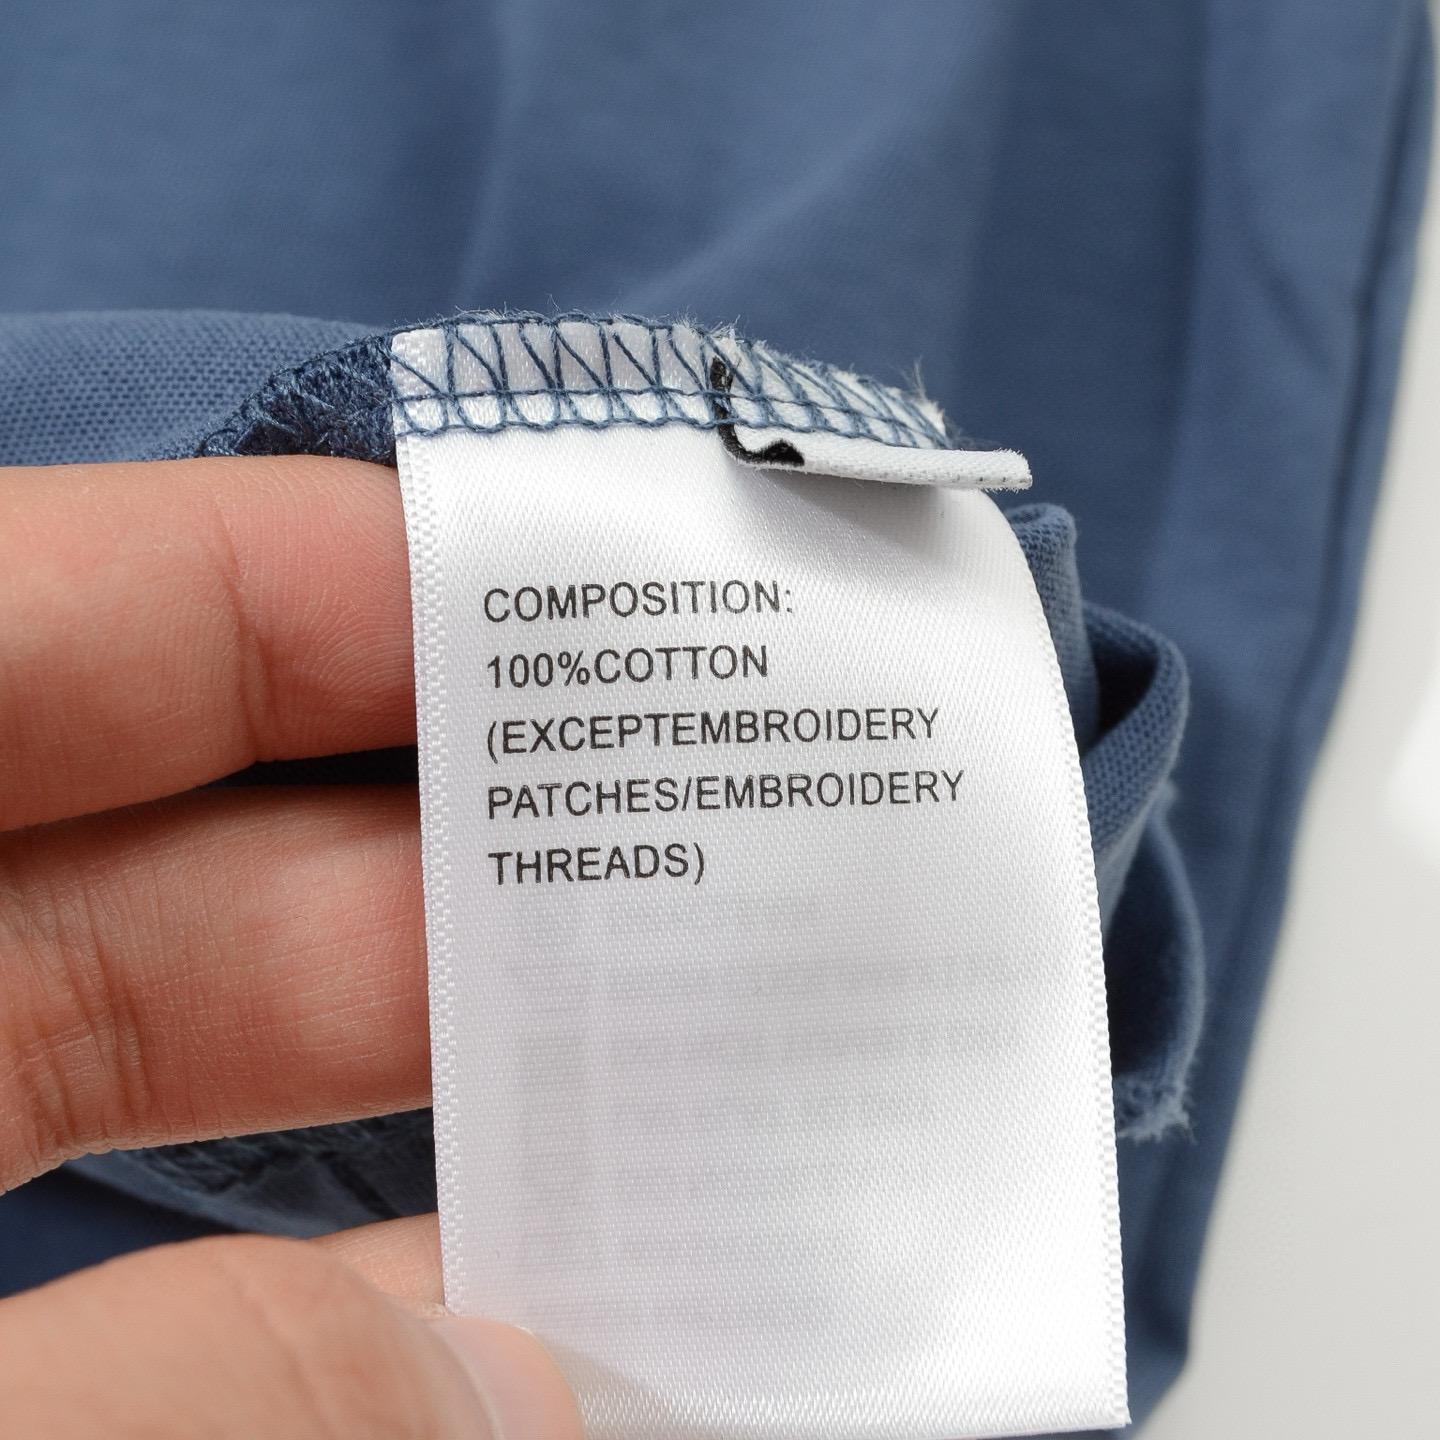 COMPOSITION:
100%COTTON
(EXCEPTEMBROIDERY
PATCHES/EMBROIDERY
THREADS)